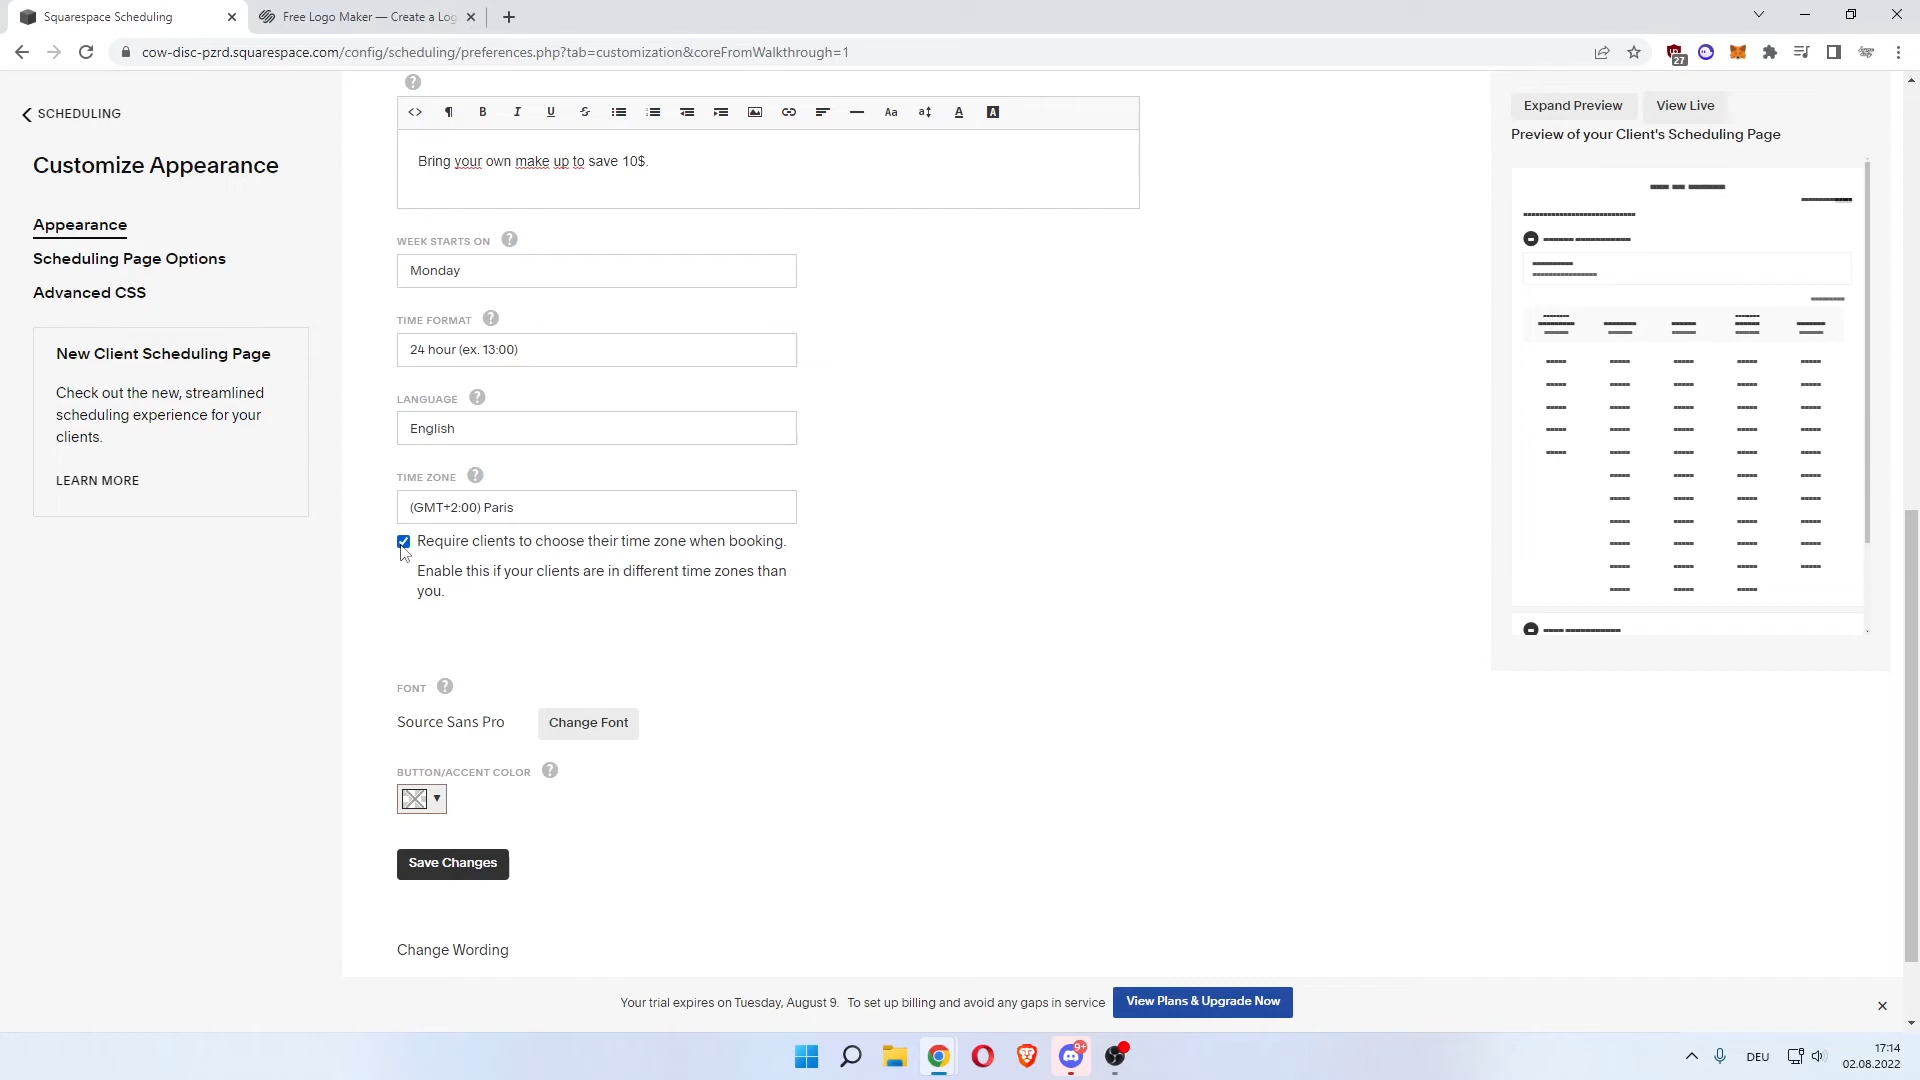 Squarespace Scheduling
Free Logo Maker — Create a Log
cow-disc-pzrd.squarespace.com/config/scheduling/preferences.php?tab=customization&coreFromWalkthrough=1
27
SCHEDULING
Customize Appearance
Appearance
Scheduling Page Options
Advanced CSS
New Client Scheduling Page
Check out the new, streamlined
scheduling experience for your
clients.
LEARN MORE
Bring your own make up to save 10$.
WEEK STARTS ON
Monday
TIME FORMAT
24 hour (ex. 13:00)
LANGUAGE
English
TIME ZONE
(GMT+2:00) Paris
Require clients to choose their time zone when booking.
Enable this if your clients are in different time zones than
you.
FONT
Source Sans Pro
Change Font
BUTTON/ACCENT COLOR
Save Changes
Change Wording
Expand Preview
View Live
Preview of your Client's Scheduling Page
Your trial expires on Tuesday, August 9. To set up billing and avoid any gaps in service
View Plans & Upgrade Now
9+
DEU
17:14
02.08.2022